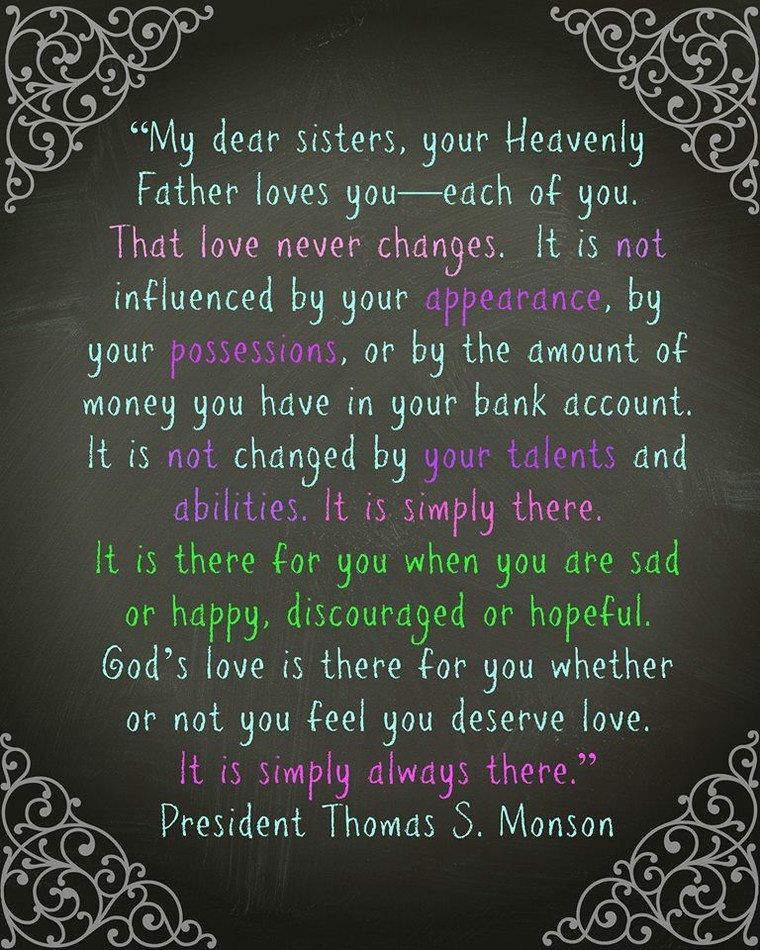 “My dear sisters, your Heavenly
Father loves you—each of you.
That love never changes. It is not
influenced by your appearance, by
your possessions, or by the amount of
money you have in your bank account.
It is not changed by your talents and
abilities. It is simply there.
It is there for you when you are sad
or happy, discouraged or hopeful.
God’s love is there for you whether
or not you feel you deserve love.
It is simply always there.”
President Thomas S. Monson